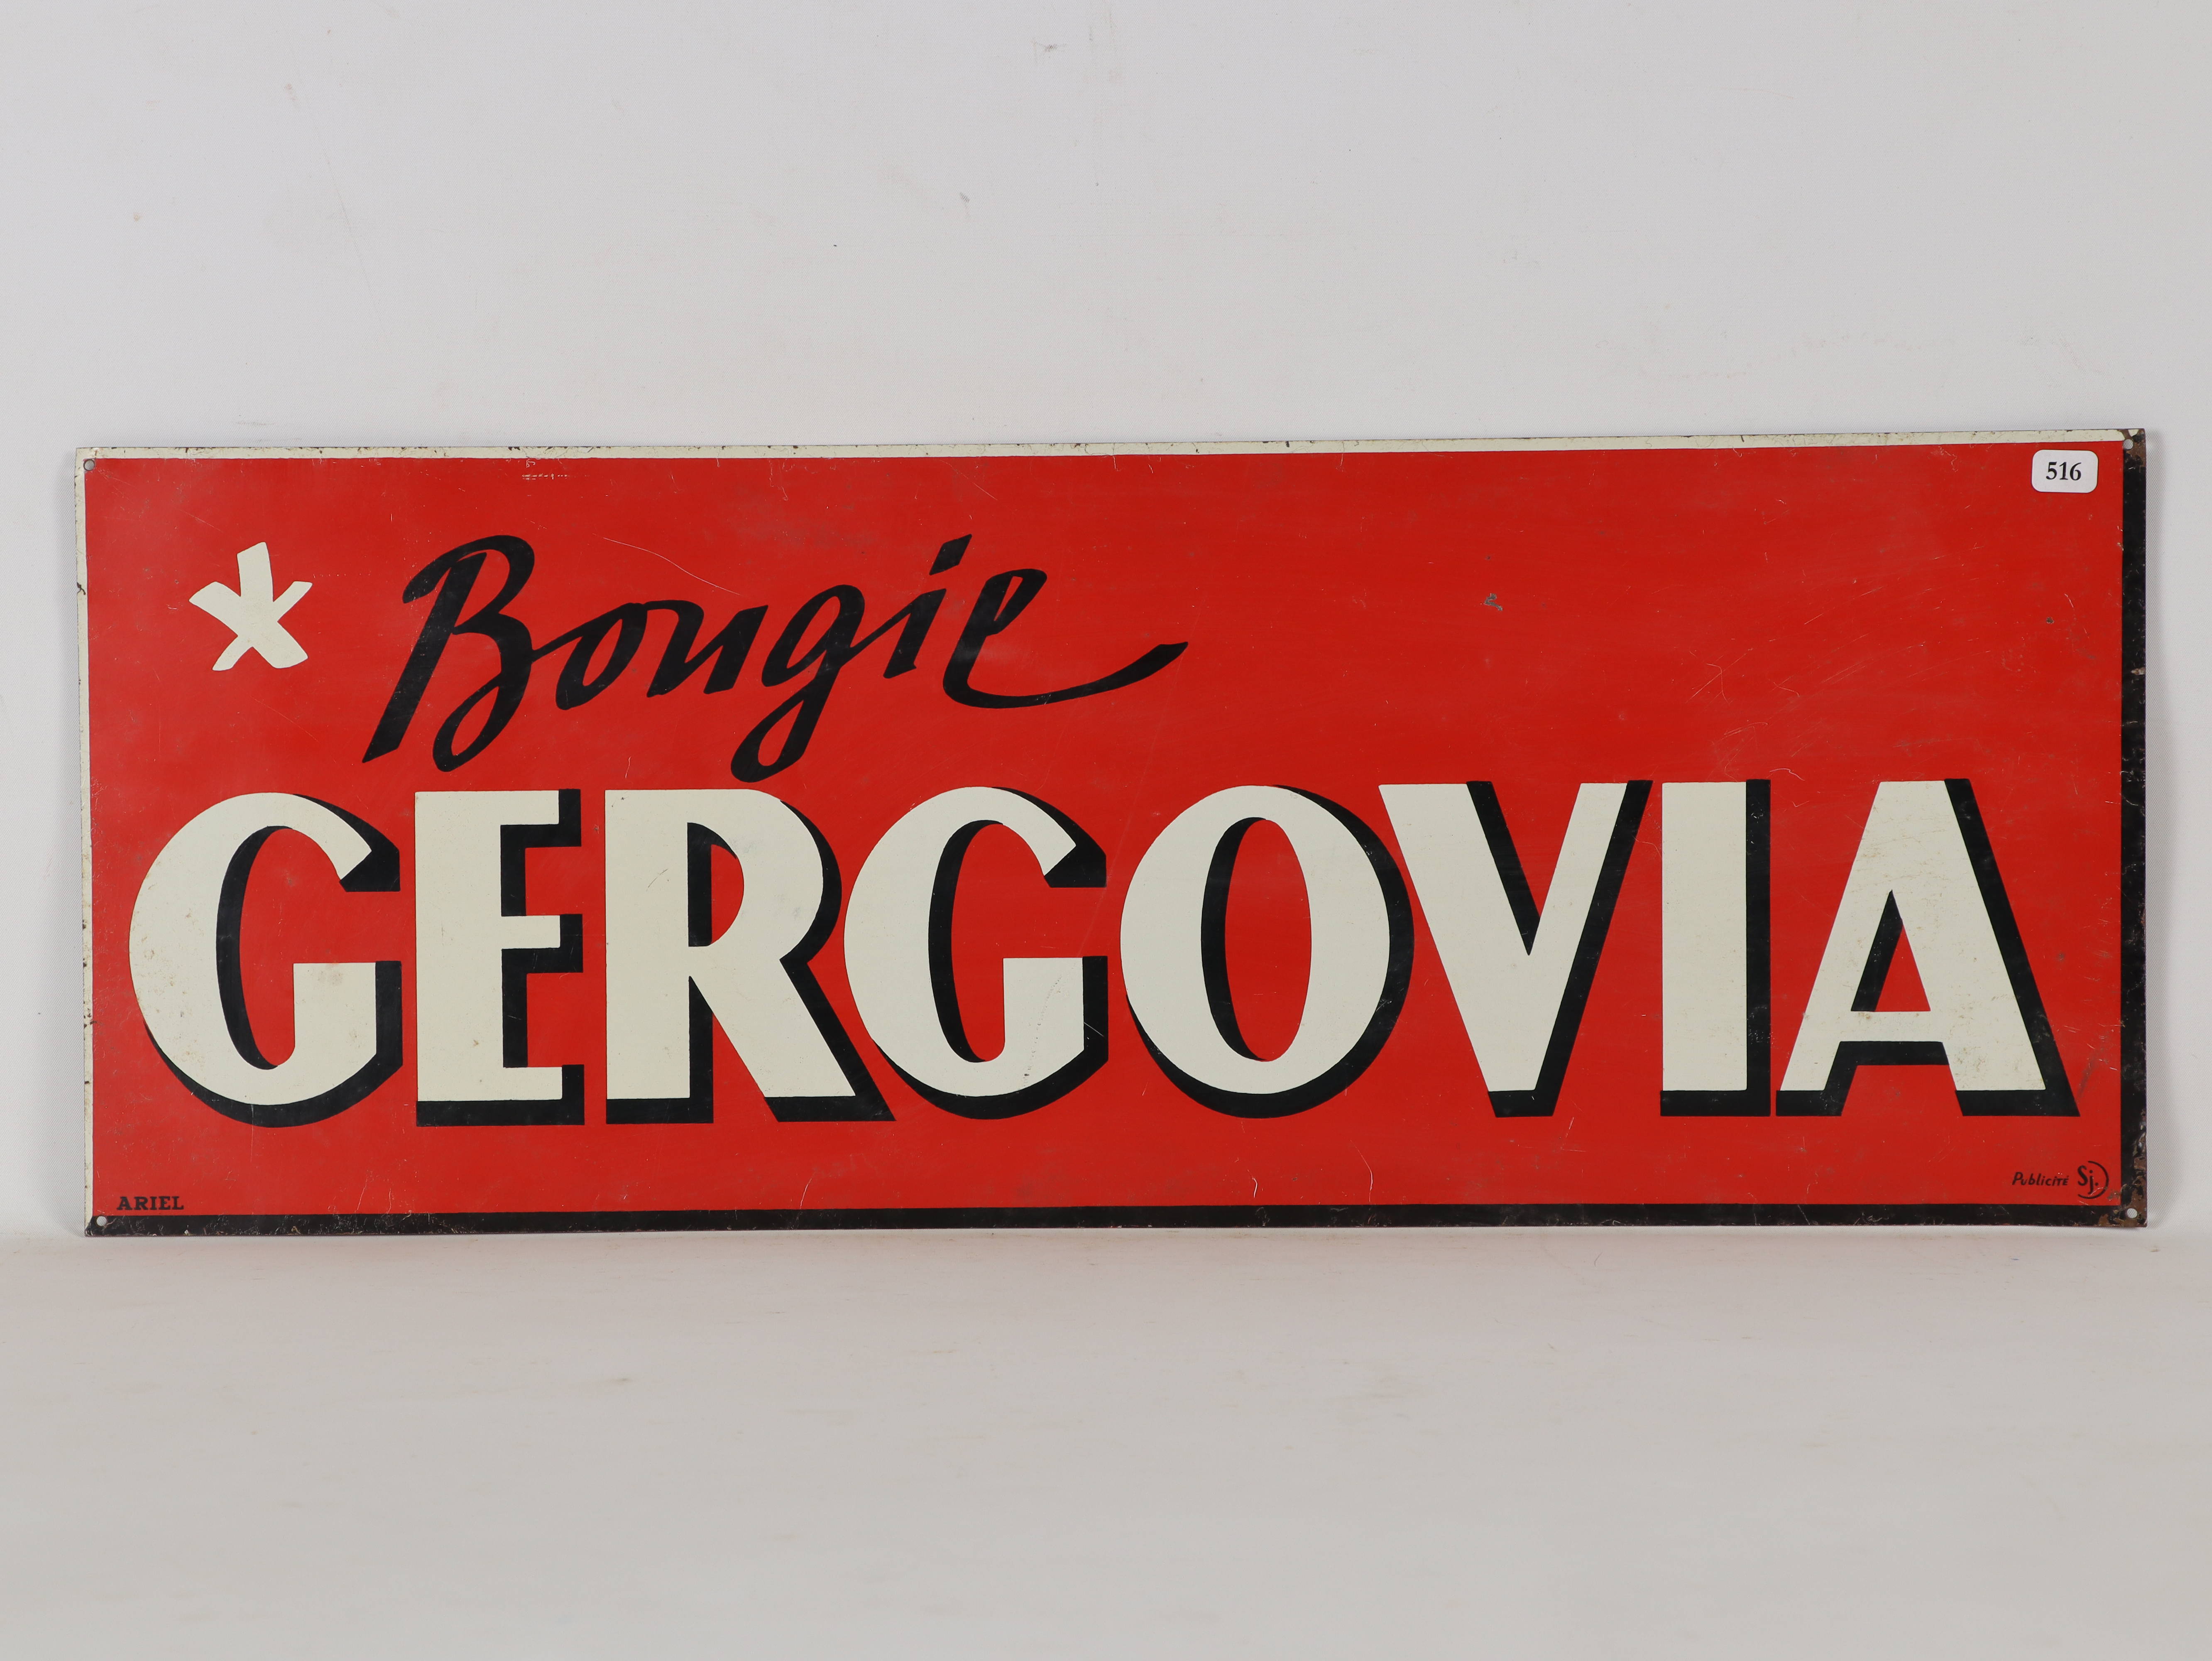 516
Bougie
GERGOVIA
ARIEL
Publicité Sj.